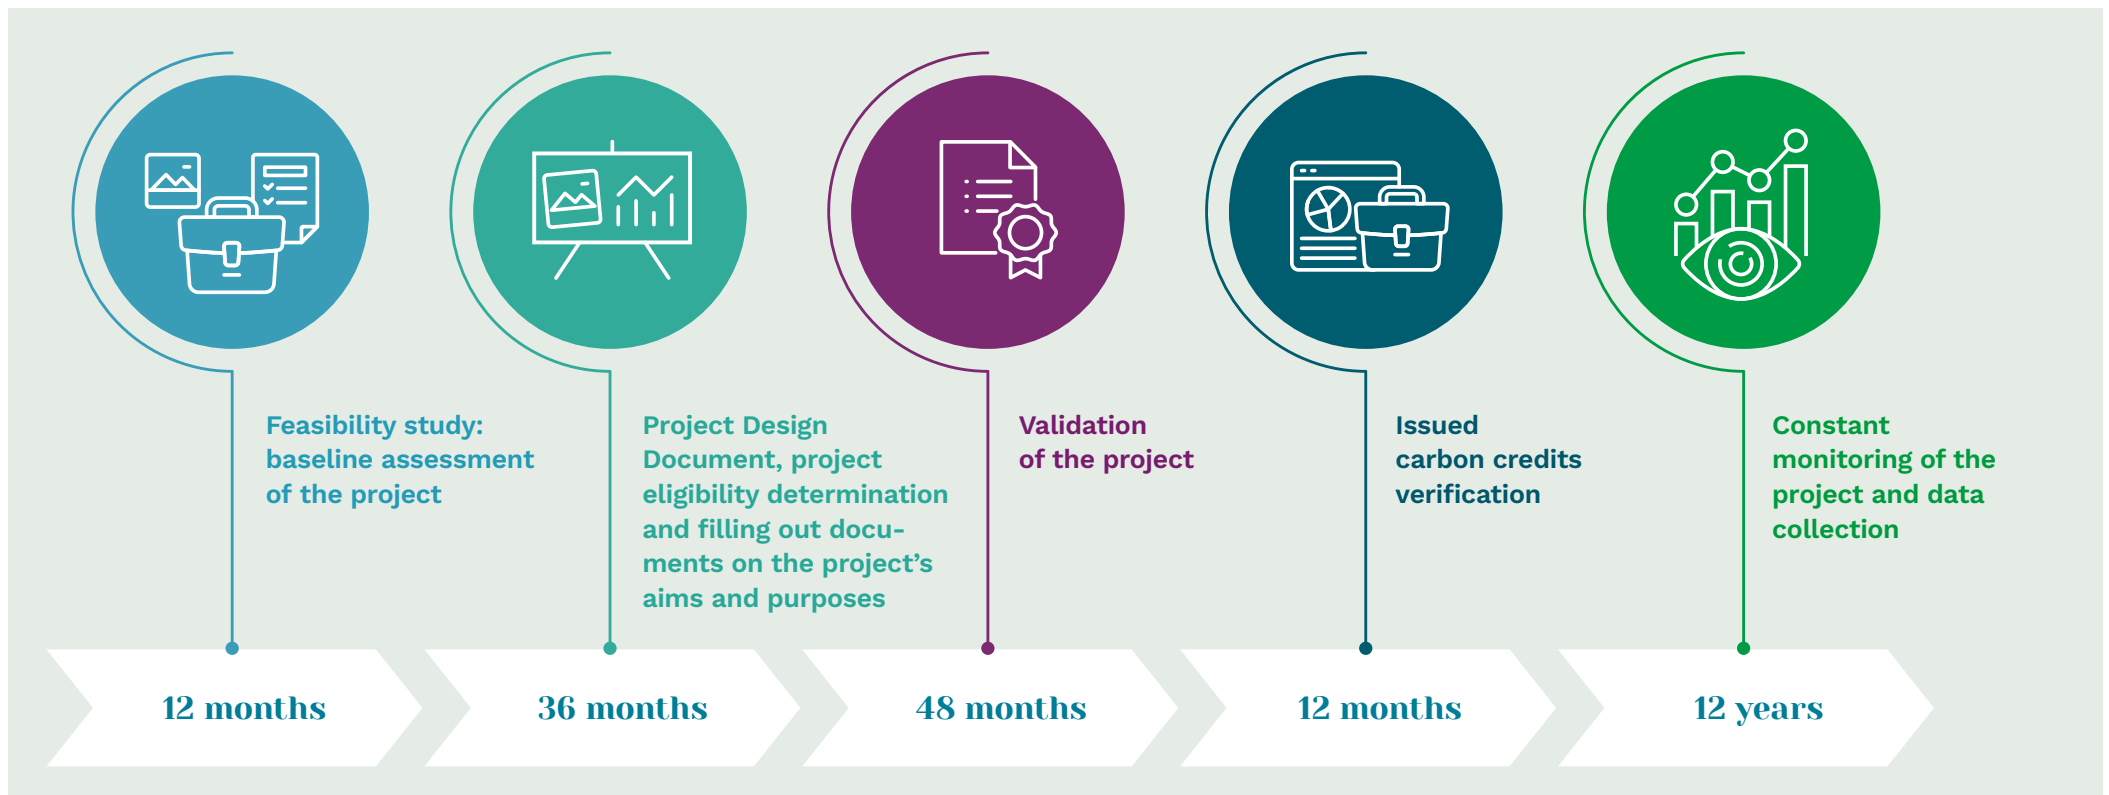 Feasibility study:
baseline assessment
of the project
Project Design
Document, project
eligibility determination
and filling out docu-
ments on the project's
aims and purposes
Validation
of the project
Issued
carbon credits
verification
Constant
monitoring of the
project and data
collection
12 months
36 months
48 months
12 months
12 years